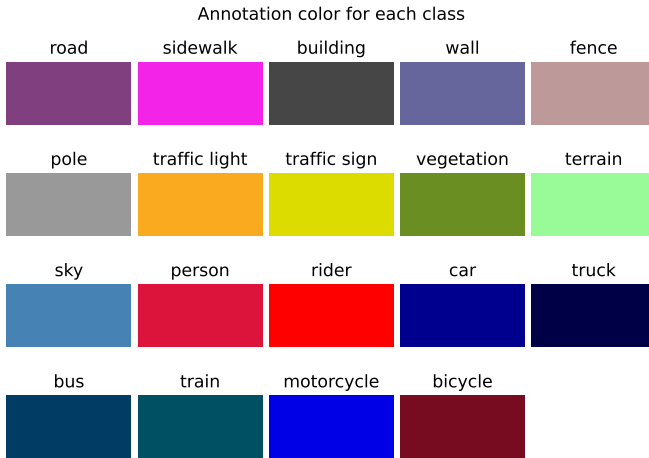 Annotation color for each class
road sidewalk building wall fence
pole traffic light traffic sign vegetation terrain
sky person rider car truck
bus train motorcycle bicycle